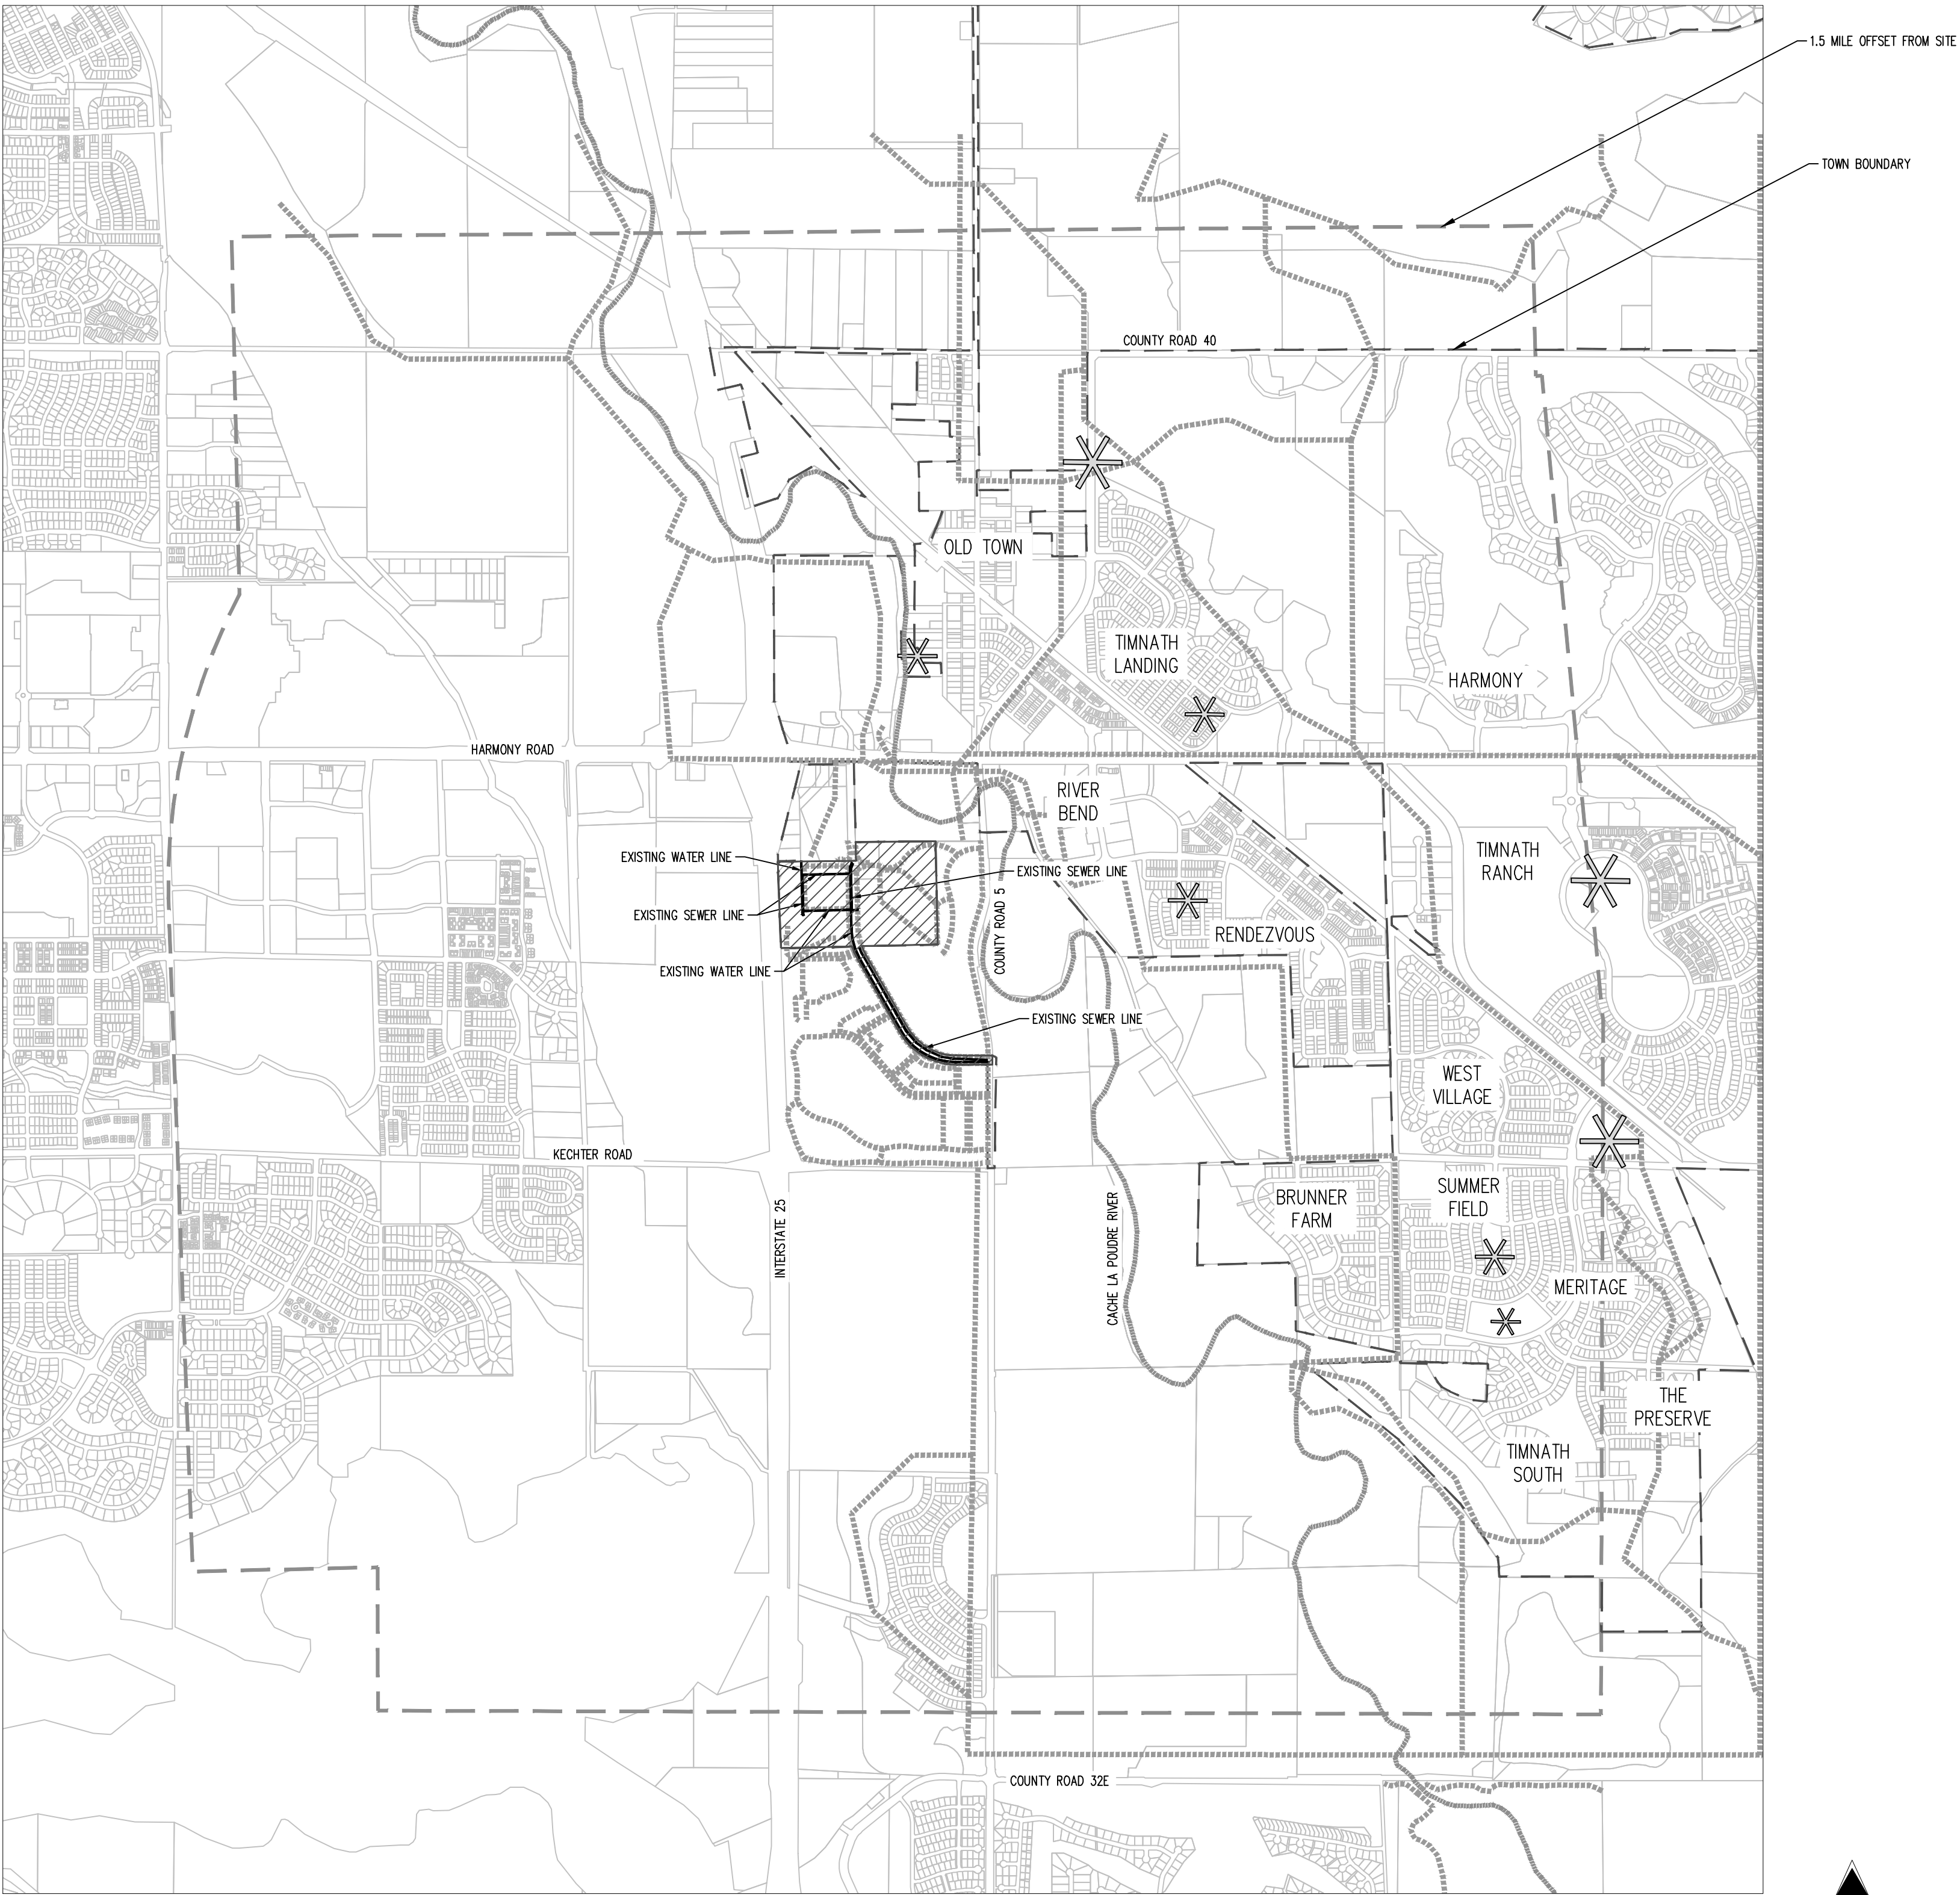 1.5 MILE OFFSET FROM SITE
TOWN BOUNDARY
COUNTY ROAD 40
OLD TOWN
TIMNATH
LANDING
HARMONY
HARMONY ROAD
RIVER
BEND
TIMNATH
RANCH
EXISTING WATER LINE
EXISTING SEWER LINE
EXISTING SEWER LINE
COUNTY ROAD 5
RENDEZVOUS
EXISTING WATER LINE
EXISTING SEWER LINE
WEST
VILLAGE
KECHTER ROAD
INTERSTATE 25
CACHE LA POUDRE RIVER
BRUNNER
FARM
SUMMER
FIELD
MERITAGE
THE
PRESERVE
TIMNATH
SOUTH
COUNTY ROAD 32E